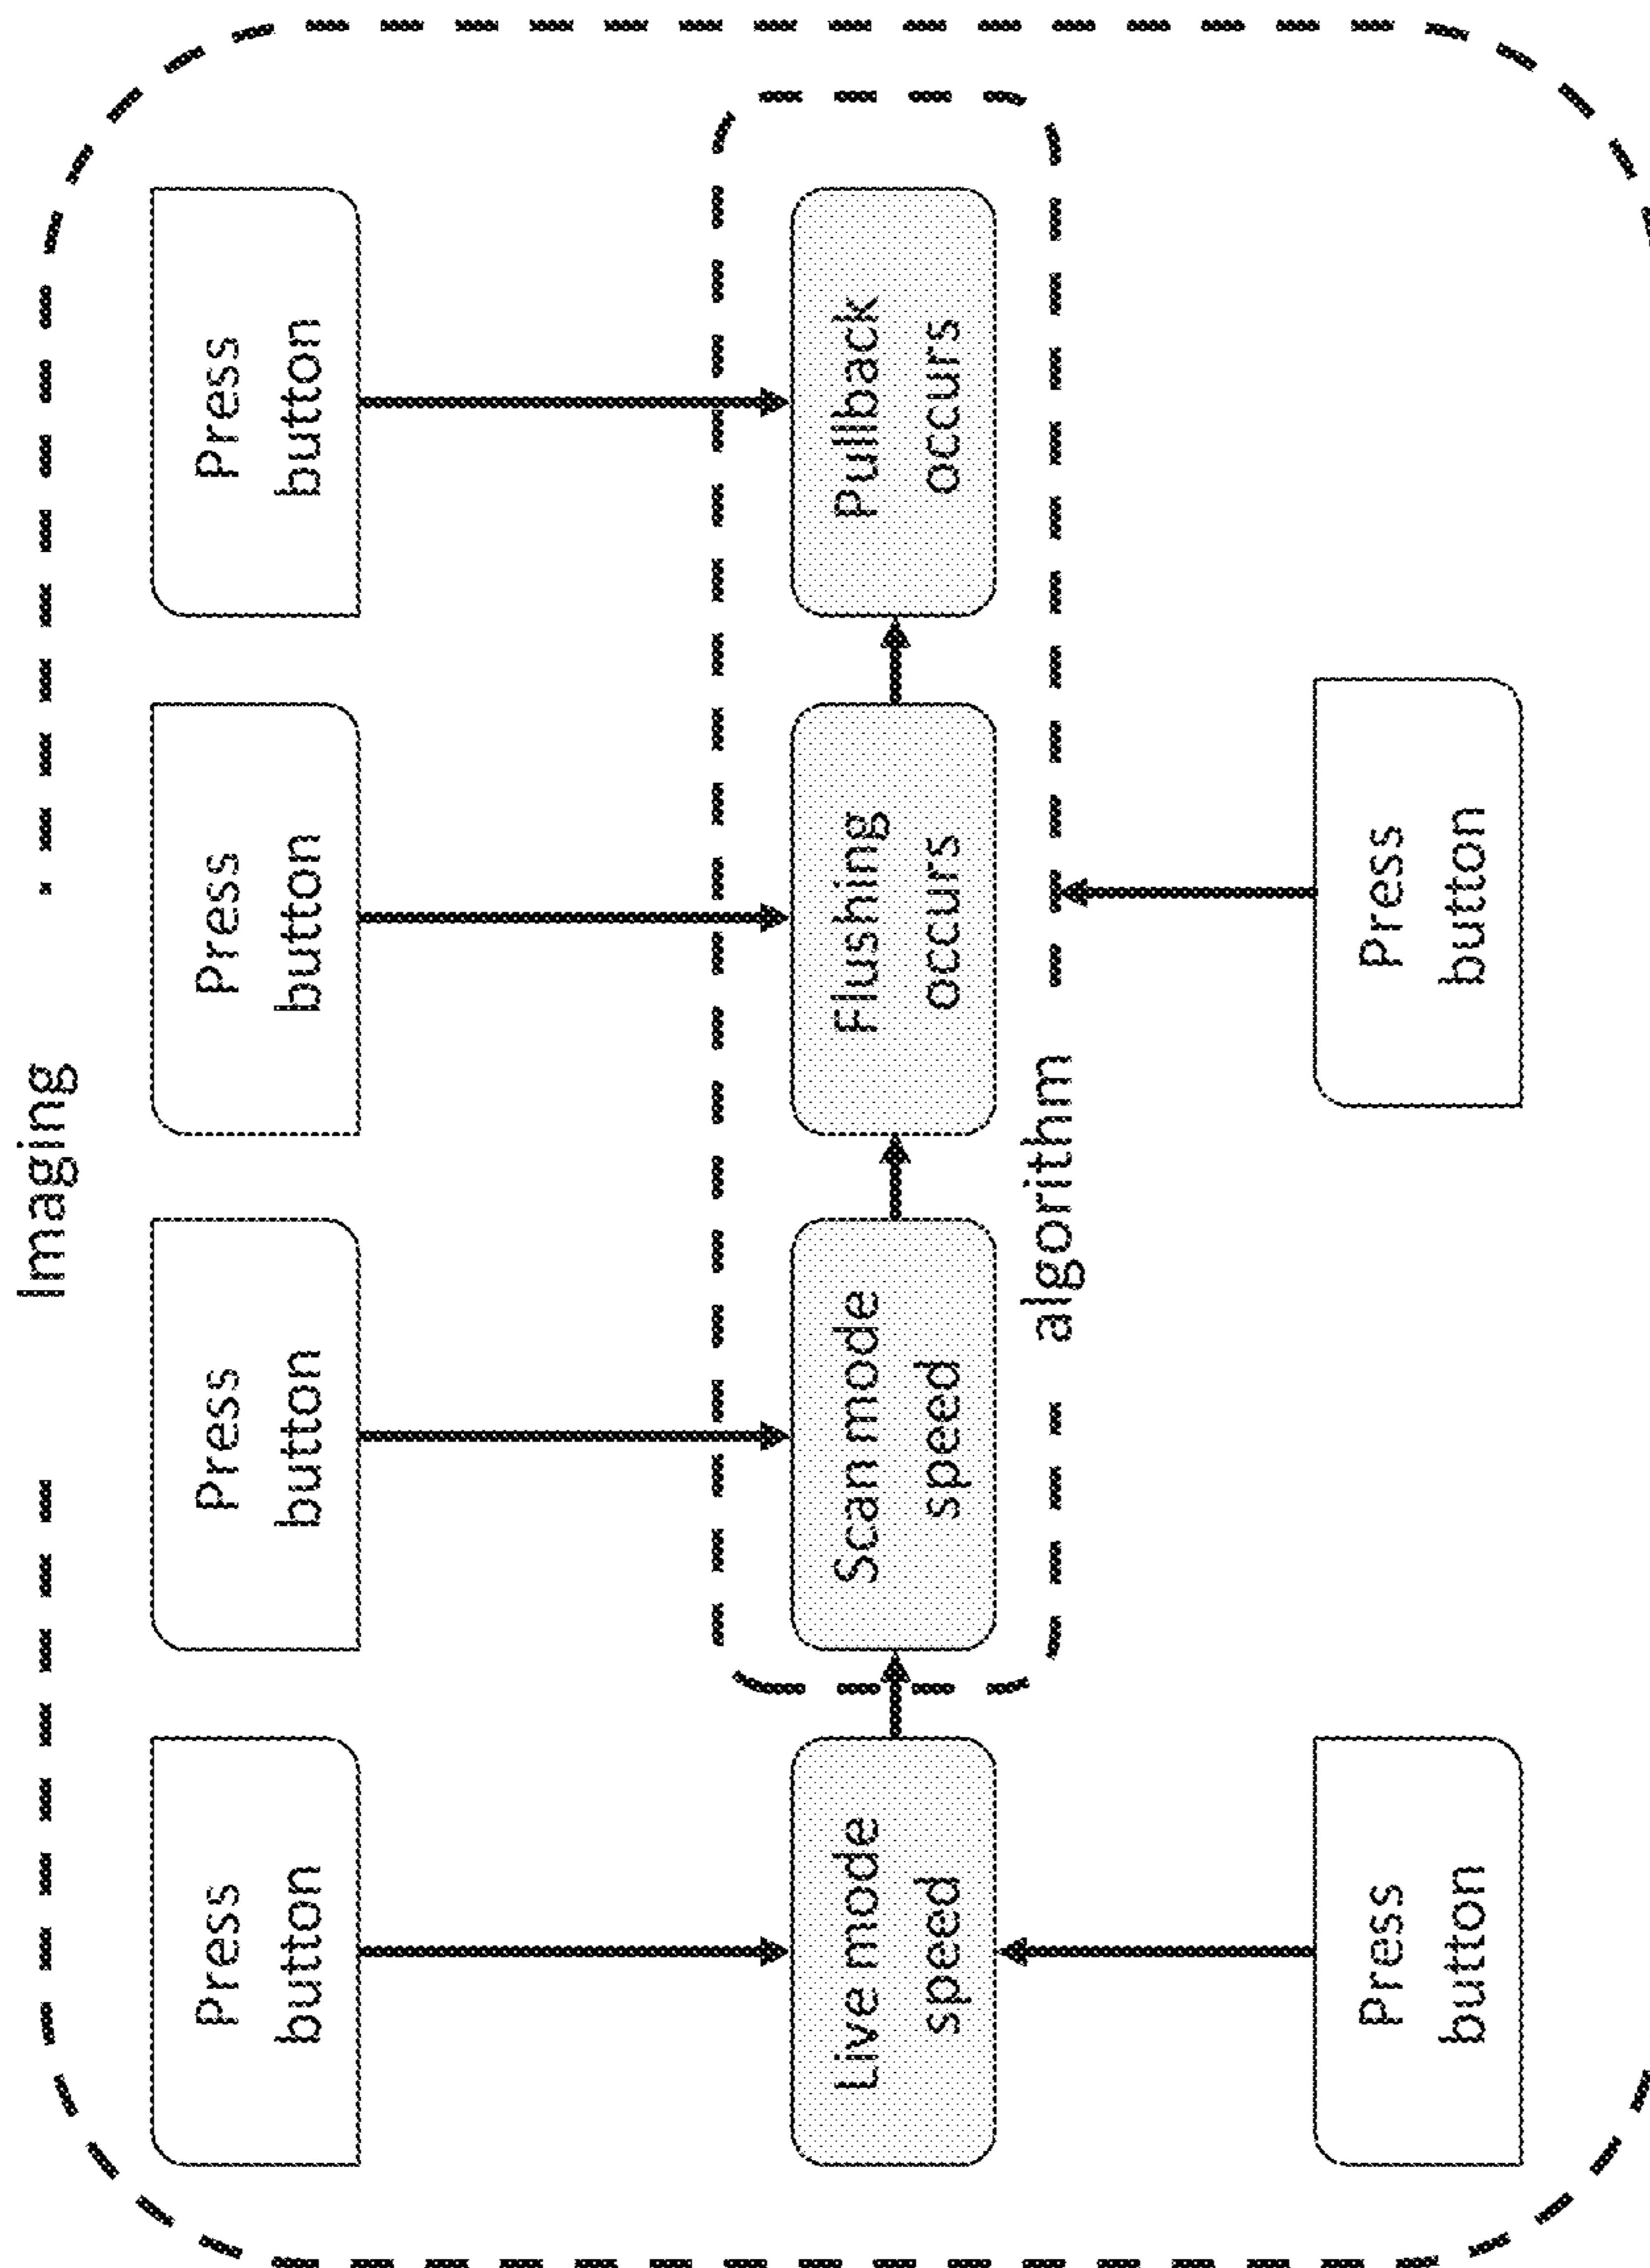 Imaging
Press
button
Press
button
Press
button
Press
button
Live mode
speed
Scan mode
speed
Flushing
occurs
Pullback
occurs
algorithm
Press
button
Press
button